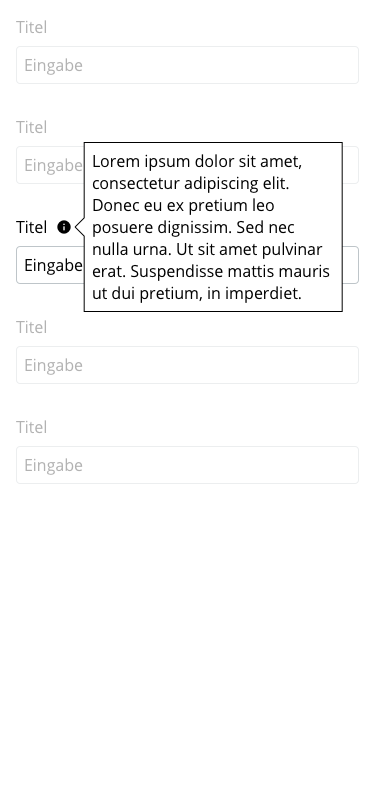 Titel
Eingabe
Titel
Eingabe
Lorem ipsum dolor sit amet,
consectetur adipiscing elit.
Donec eu ex pretium leo
posuere dignissim. Sed nec
nulla urna. Ut sit amet pulvinar
erat. Suspendisse mattis mauris
ut dui pretium, in imperdiet.
Titel
Eingabe
Titel
Eingabe
Titel
Eingabe